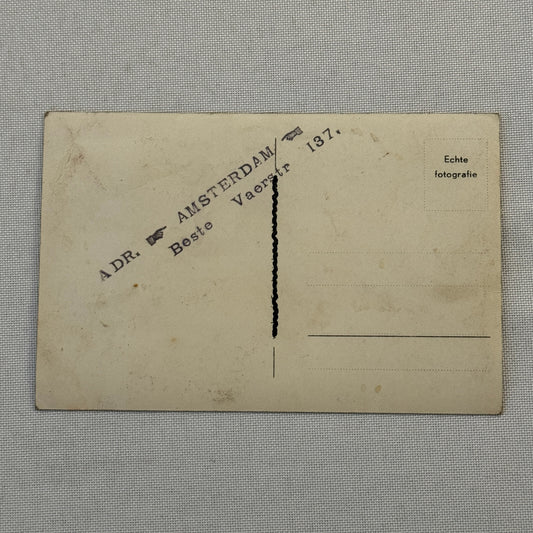 ADR. ☛ AMSTERDAM ☚
Beste Vaerstr 137.
Echte
fotografie